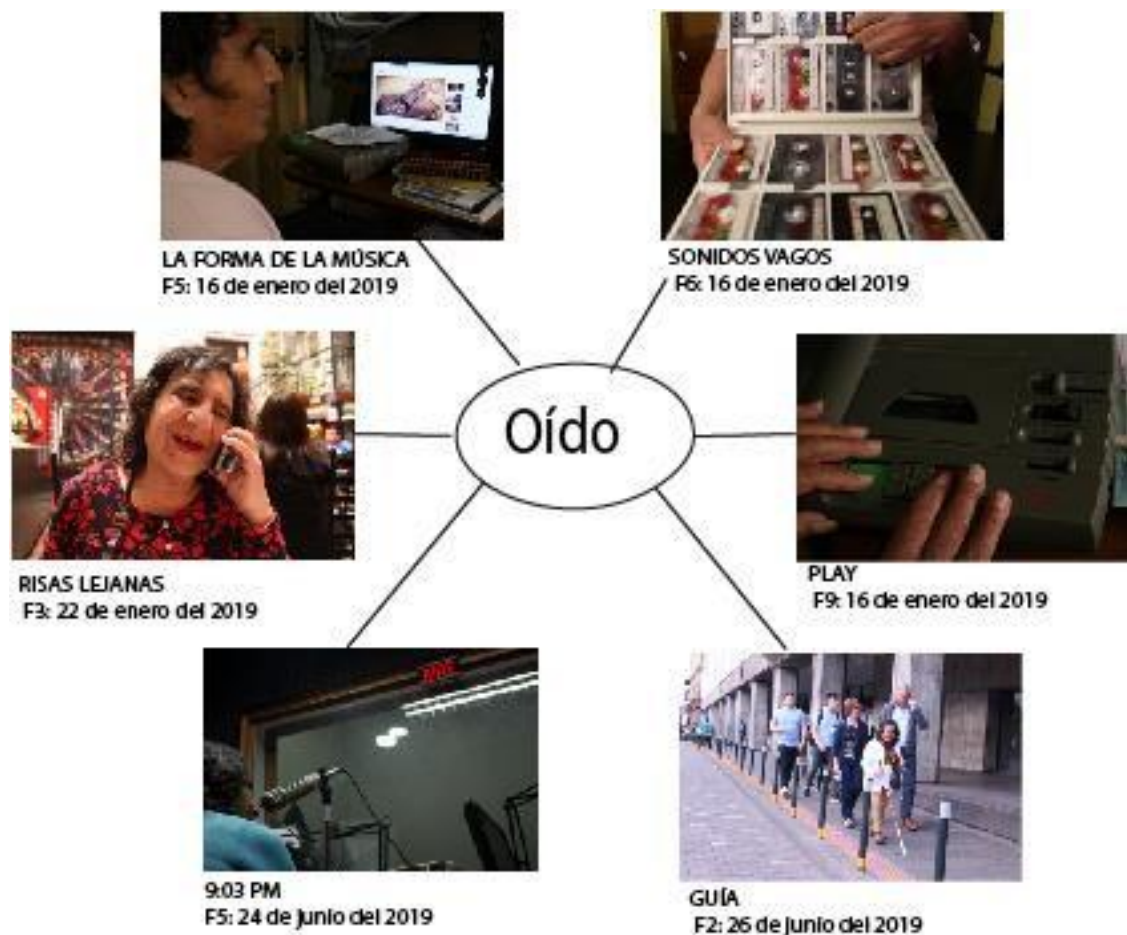 LA FORMA DE LA MÚSICA
F5: 16 de enero del 2019
SONIDOS VAGOS
F6: 16 de enero del 2019
Oído
RISAS LEJANAS
F3: 22 de enero del 2019
PLAY
F9: 16 de enero del 2019
9:03 PM
F5: 24 de junio del 2019
GUÍA
F2: 26 de junio del 2019